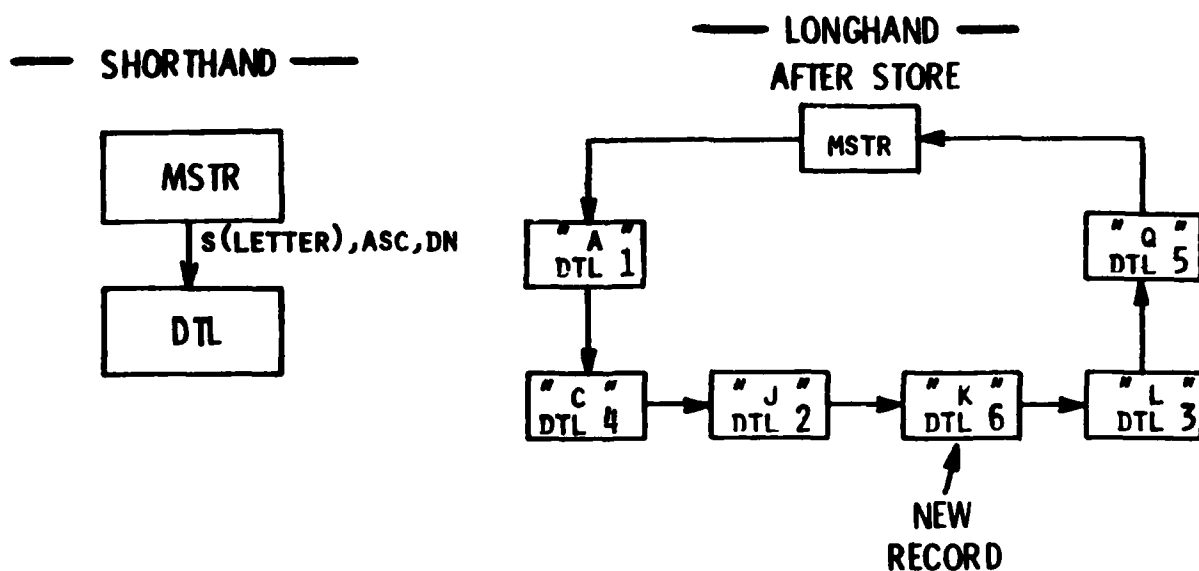 — SHORTHAND —
MSTR
S(LETTER),ASC,DN
DTL
— LONGHAND —
AFTER STORE
MSTR
"A"
DTL 1
"Q"
DTL 5
"C"
DTL 4
"J"
DTL 2
"K"
DTL 6
"L"
DTL 3
NEW
RECORD